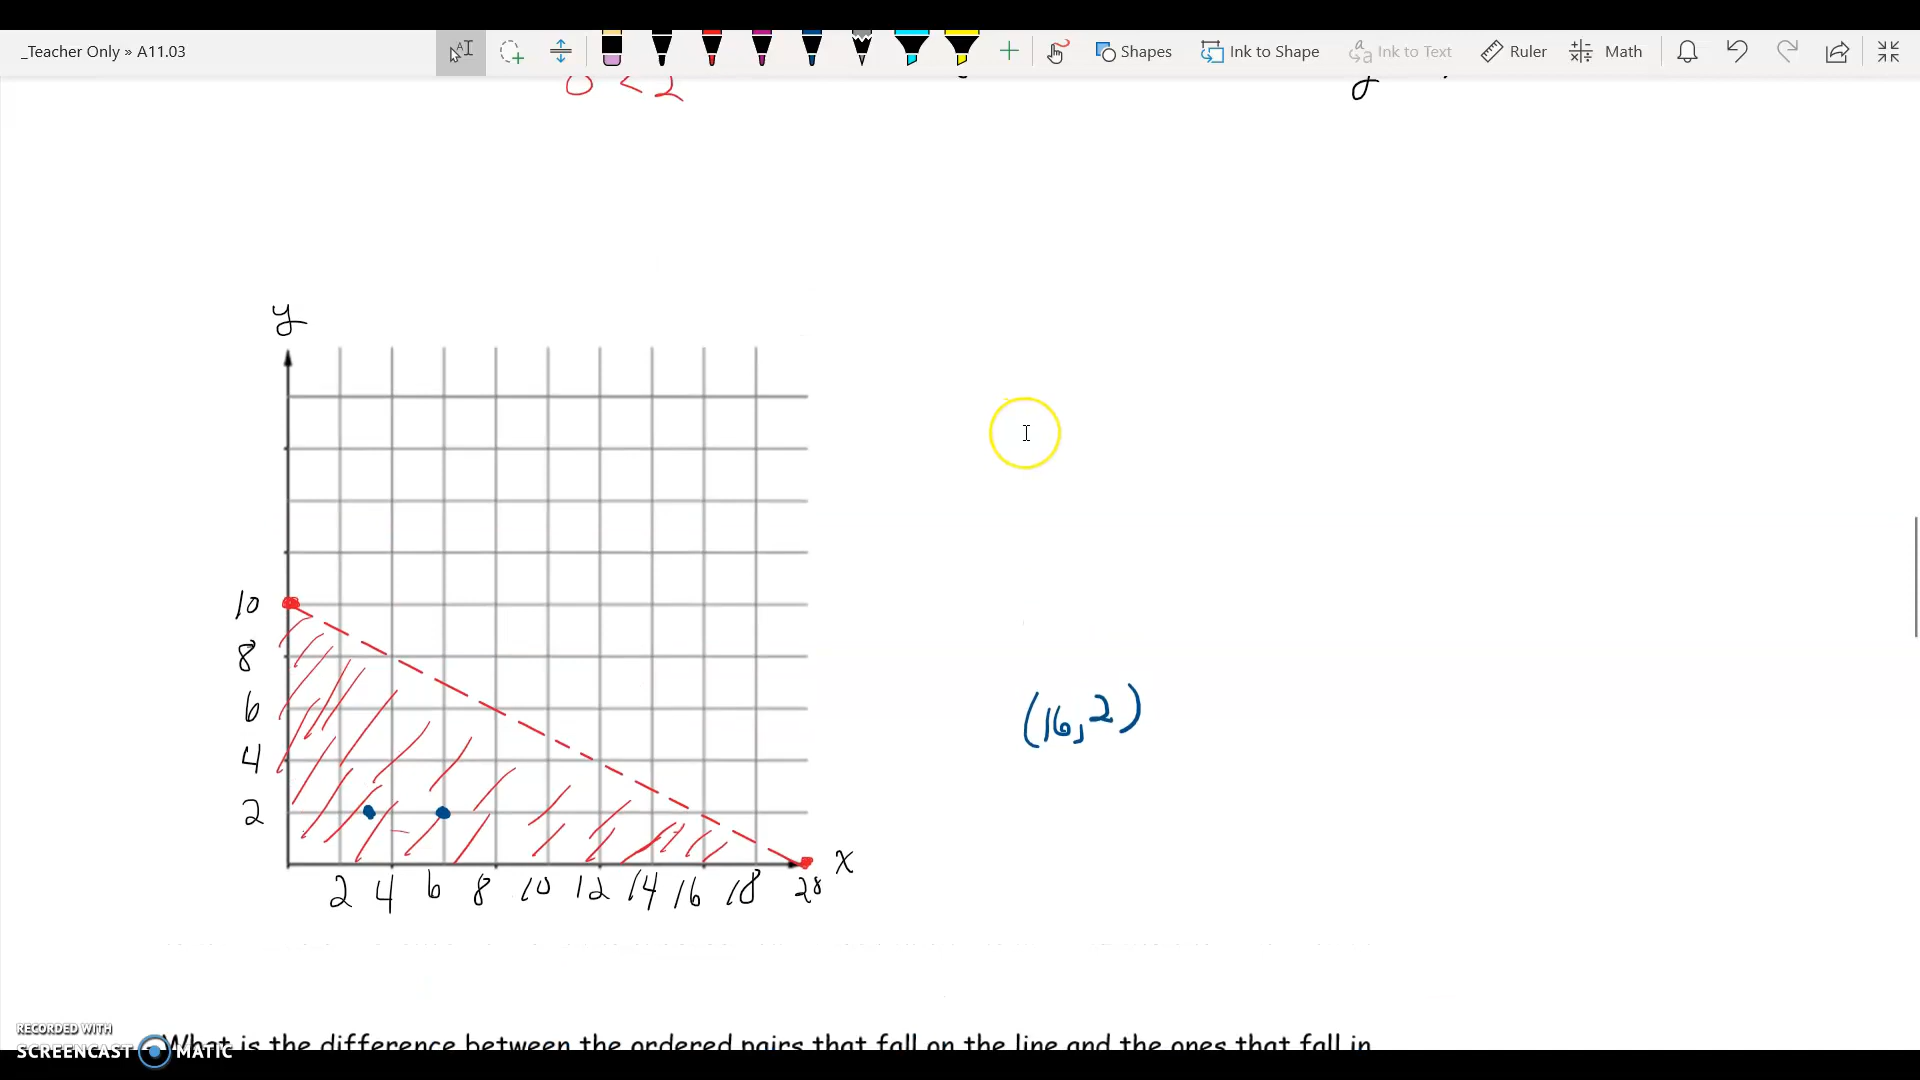 _Teacher Only » A11.03
Shapes
Ink to Shape
Ink to Text
Ruler
Math
0 < 2
y
y
10
8
6
4
2
(16,2)
x
2 4 6 8 10 12 14 16 18 20
What is the difference between the ordered pairs that fall on the line and the ones that fall in
RECORDED WITH
SCREENCAST MATIC